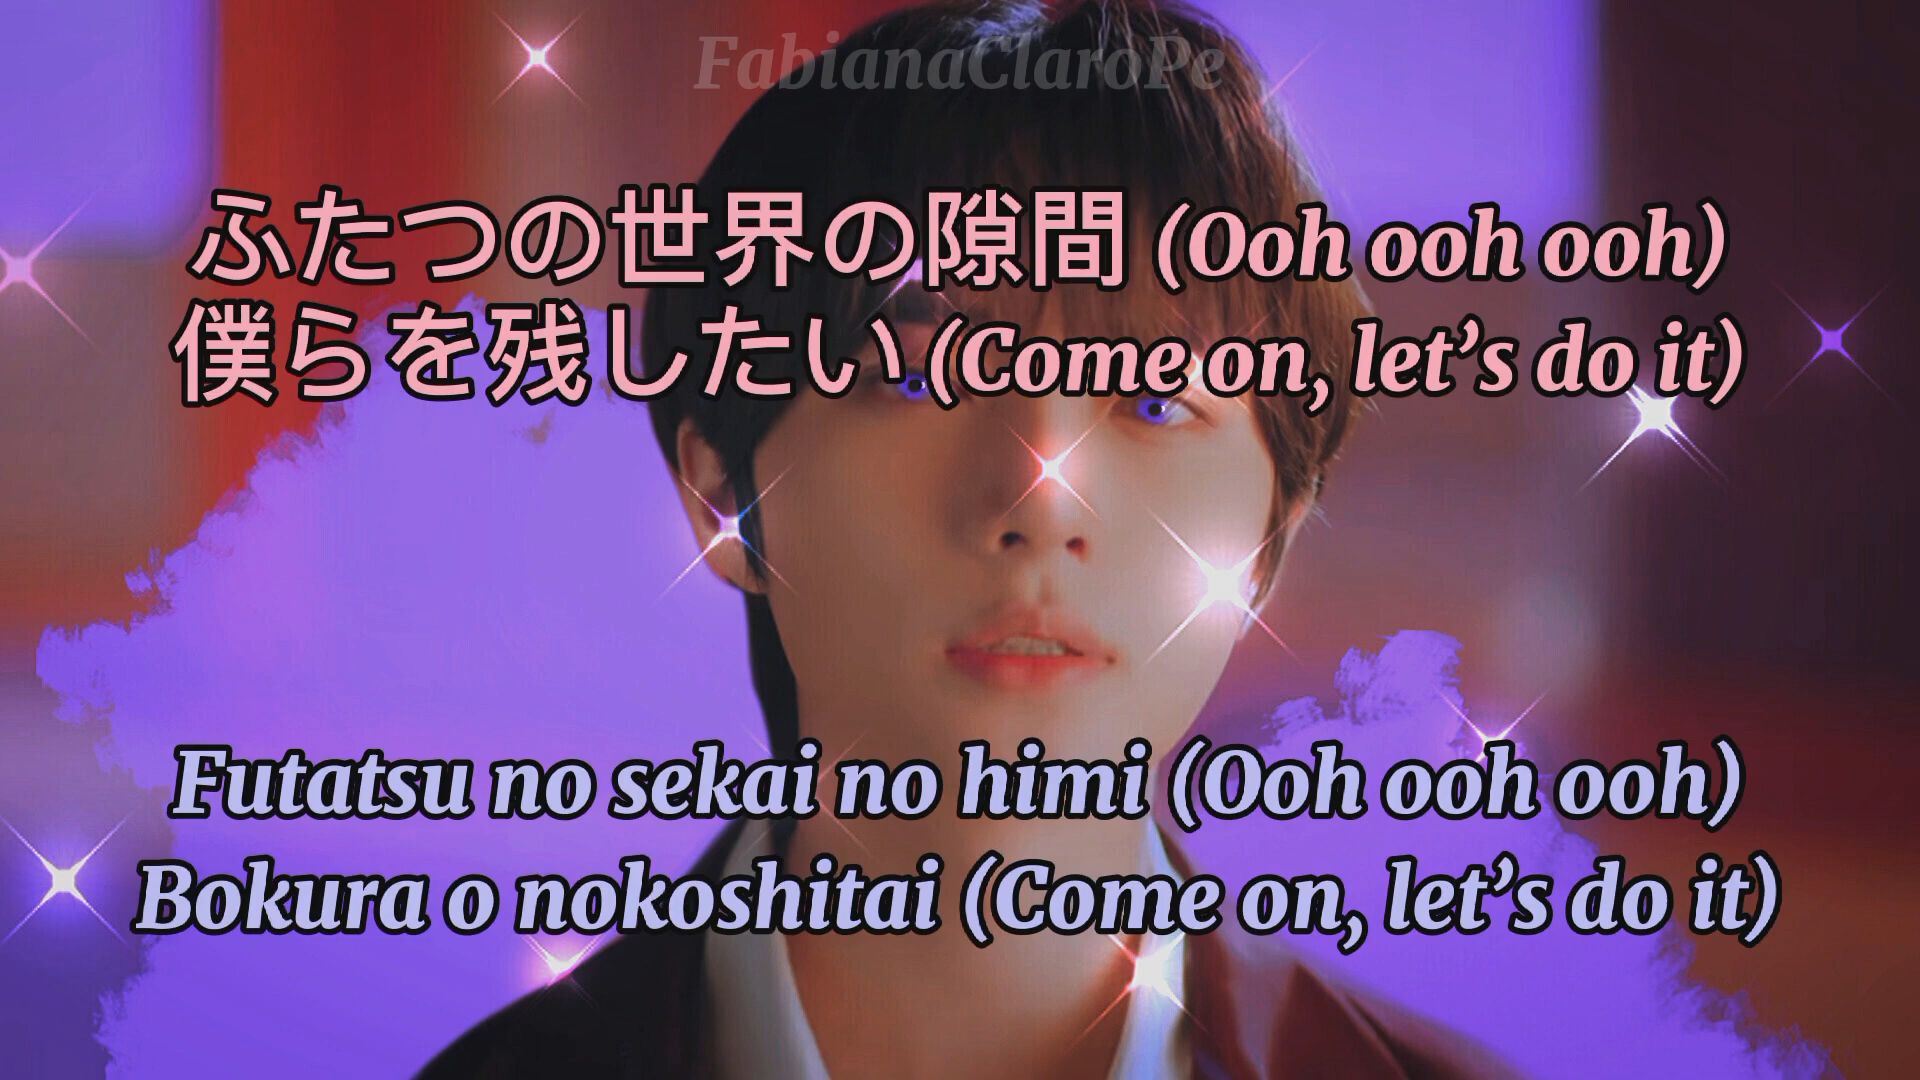 FabianaClaroPe
ふたつの世界の隙間 (Ooh ooh ooh)
僕らを残したい (Come on, let’s do it)
Futatsu no sekai no himi (Ooh ooh ooh)
Bokura o nokoshitai (Come on, let’s do it)